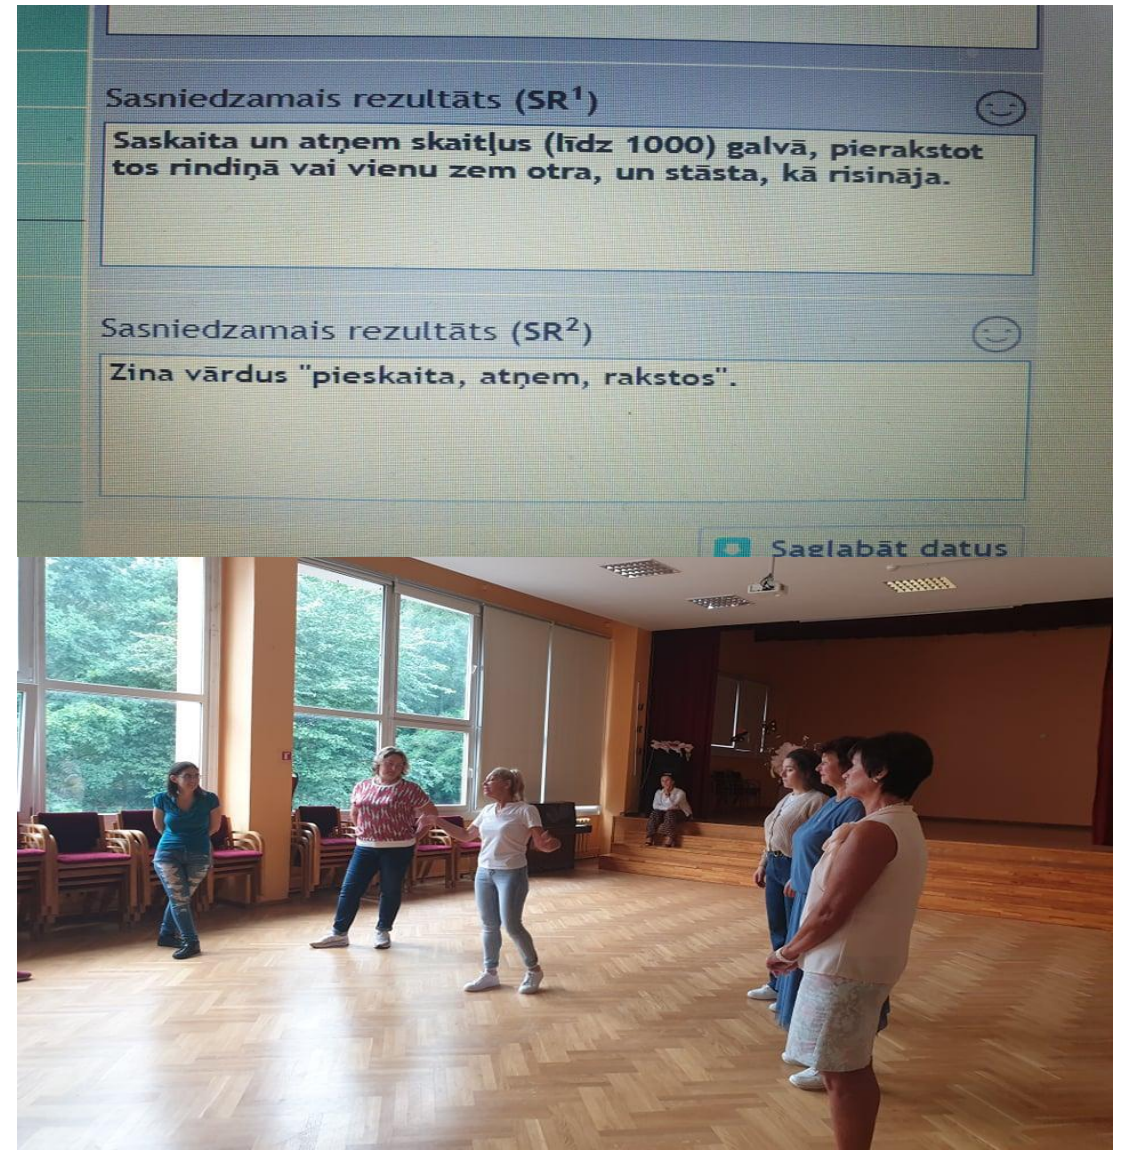 Sasniedzamais rezultāts (SR¹)
Saskaita un atņem skaitļus (līdz 1000) galvā, pierakstot
tos rindiņā vai vienu zem otra, un stāsta, kā risināja.
Sasniedzamais rezultāts (SR²)
Zina vārdus "pieskaita, atņem, rakstos".
Saglabāt datus